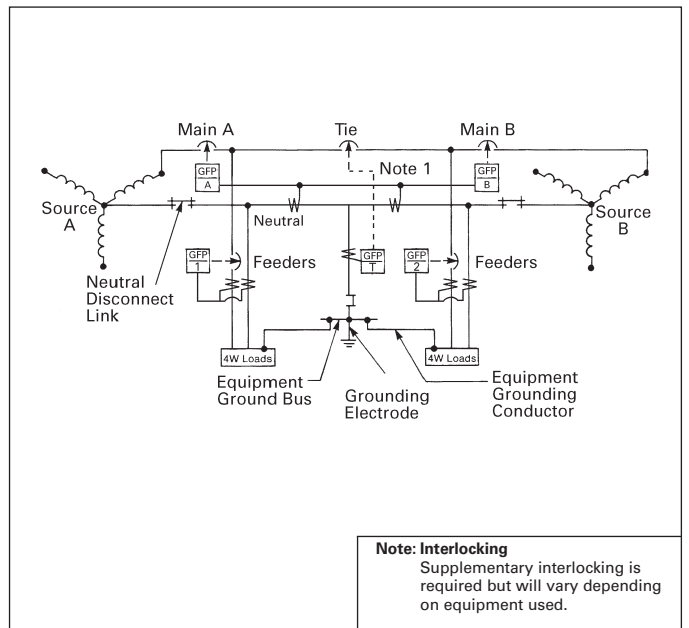 Main A
Tie
Main B
GFP
A
Note 1
GFP
B
Source
A
Neutral
Source
B
GFP
1
Feeders
GFP
T
GFP
2
Feeders
Neutral
Disconnect
Link
4W Loads
4W Loads
Equipment
Ground Bus
Grounding
Electrode
Equipment
Grounding
Conductor
Note: Interlocking
Supplementary interlocking is
required but will vary depending
on equipment used.